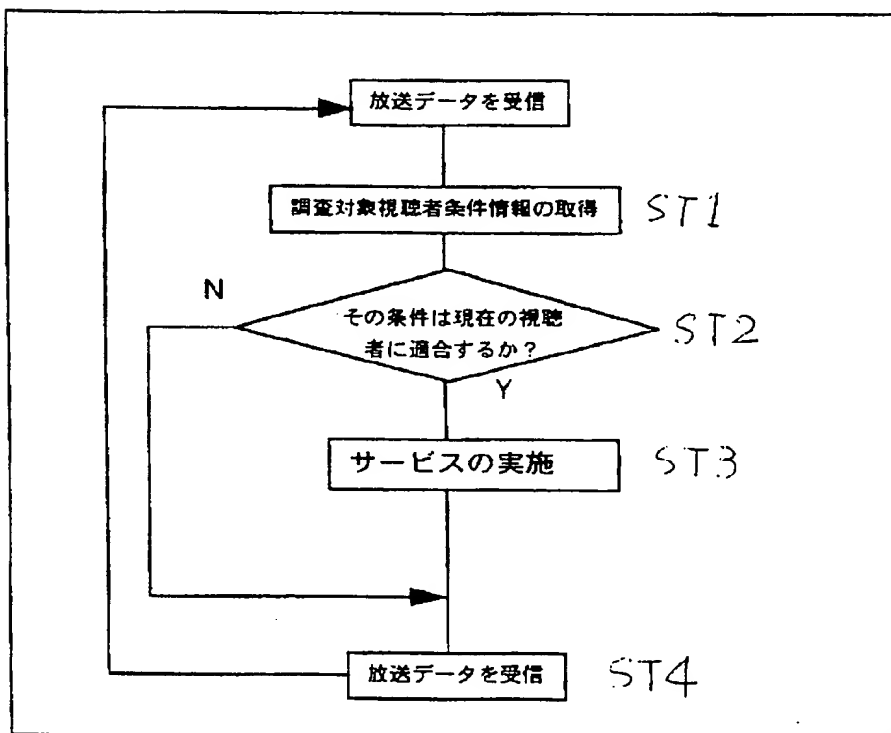 放送データを受信
調査対象視聴者条件情報の取得 ST1
N
その条件は現在の視聴
者に適合するか? ST2
Y
サービスの実施 ST3
放送データを受信 ST4